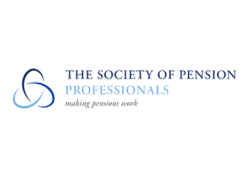 THE SOCIETY OF PENSION
PROFESSIONALS
making pensions work